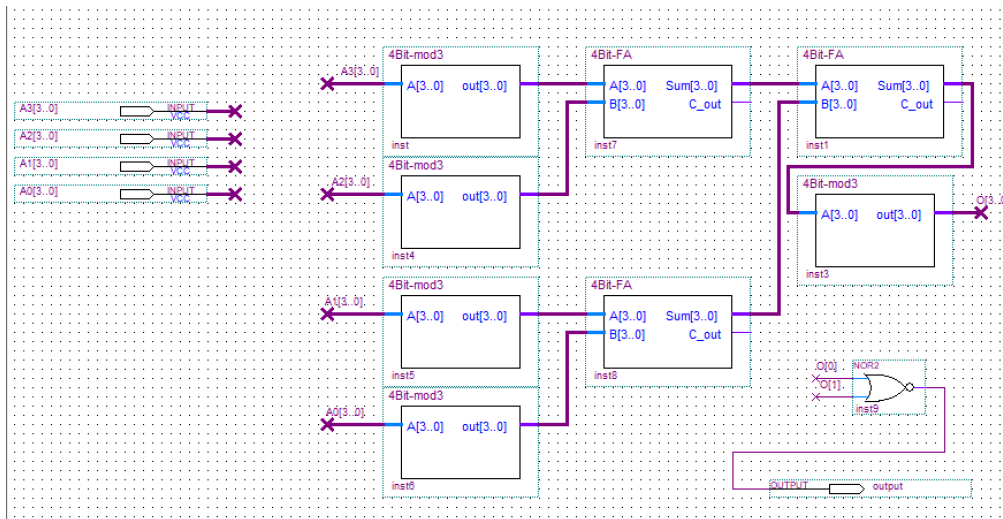 4Bit-mod3
A3[3..0]
A[3..0] out[3..0]
inst
4Bit-FA
A[3..0] Sum[3..0]
B[3..0] C_out
inst7
4Bit-FA
A[3..0] Sum[3..0]
B[3..0] C_out
inst1
A3[3..0] INPUT
VCC
A2[3..0] INPUT
VCC
A1[3..0] INPUT
VCC
A0[3..0] INPUT
VCC
4Bit-mod3
A2[3..0]
A[3..0] out[3..0]
inst4
4Bit-mod3
A[3..0] out[3..0]
inst3
4Bit-mod3
A1[3..0]
A[3..0] out[3..0]
inst5
4Bit-FA
A[3..0] Sum[3..0]
B[3..0] C_out
inst8
4Bit-mod3
A0[3..0]
A[3..0] out[3..0]
inst6
O[0] NOR2
O[1]
inst9
OUTPUT output